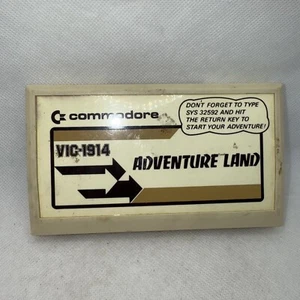 commodore
DON'T FORGET TO TYPE
SYS 32592 AND HIT
THE RETURN KEY TO
START YOUR ADVENTURE!
VIC-1914
ADVENTURE LAND